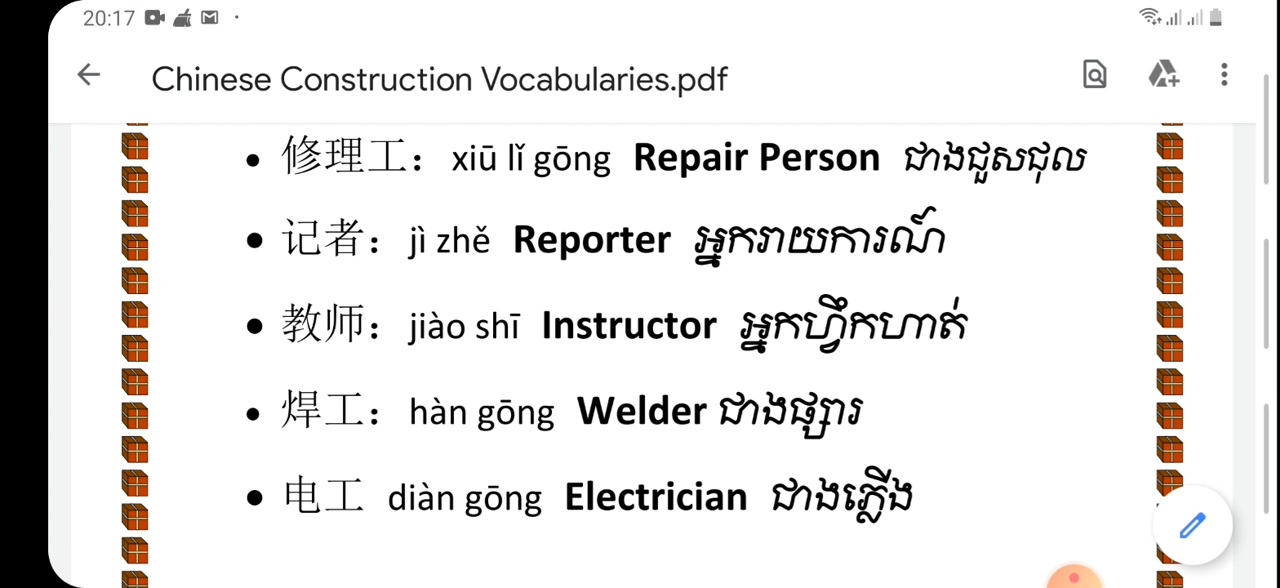 20:17
Chinese Construction Vocabularies.pdf
• 修理工：xiū lǐ gōng Repair Person ជាងជួសជុល
• 记者：jì zhě Reporter អ្នករាយការណ៍
• 教师：jiào shī Instructor អ្នកហ្វឹកហាត់
• 焊工：hàn gōng Welder ជាងផ្សារ
• 电工 diàn gōng Electrician ជាងភ្លើង